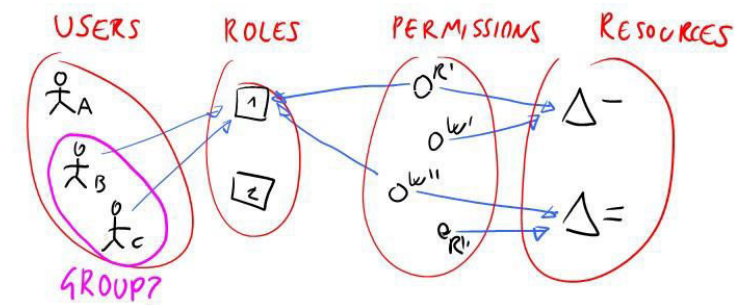 USERS
ROLES
PERMISSIONS
RESOURCES
A
B
C
GROUP?
1
2
R'
W'
W''
R''